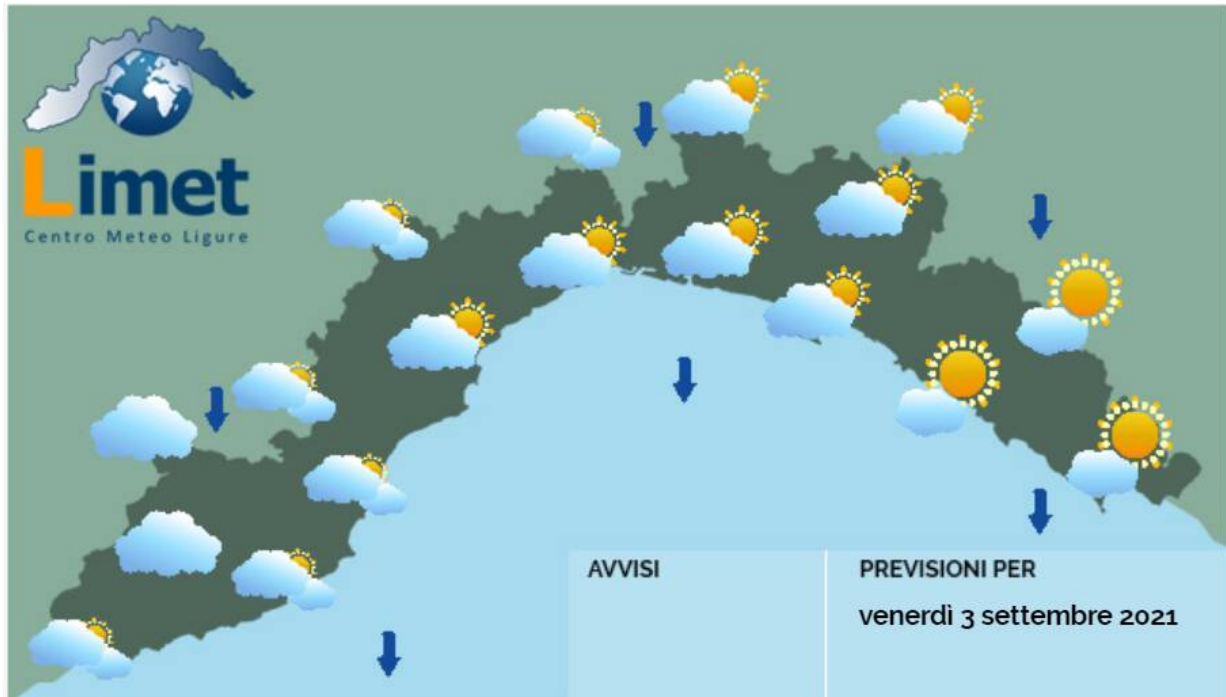 Limet
Centro Meteo Ligure
AVVISI
PREVISIONI PER
venerdì 3 settembre 2021